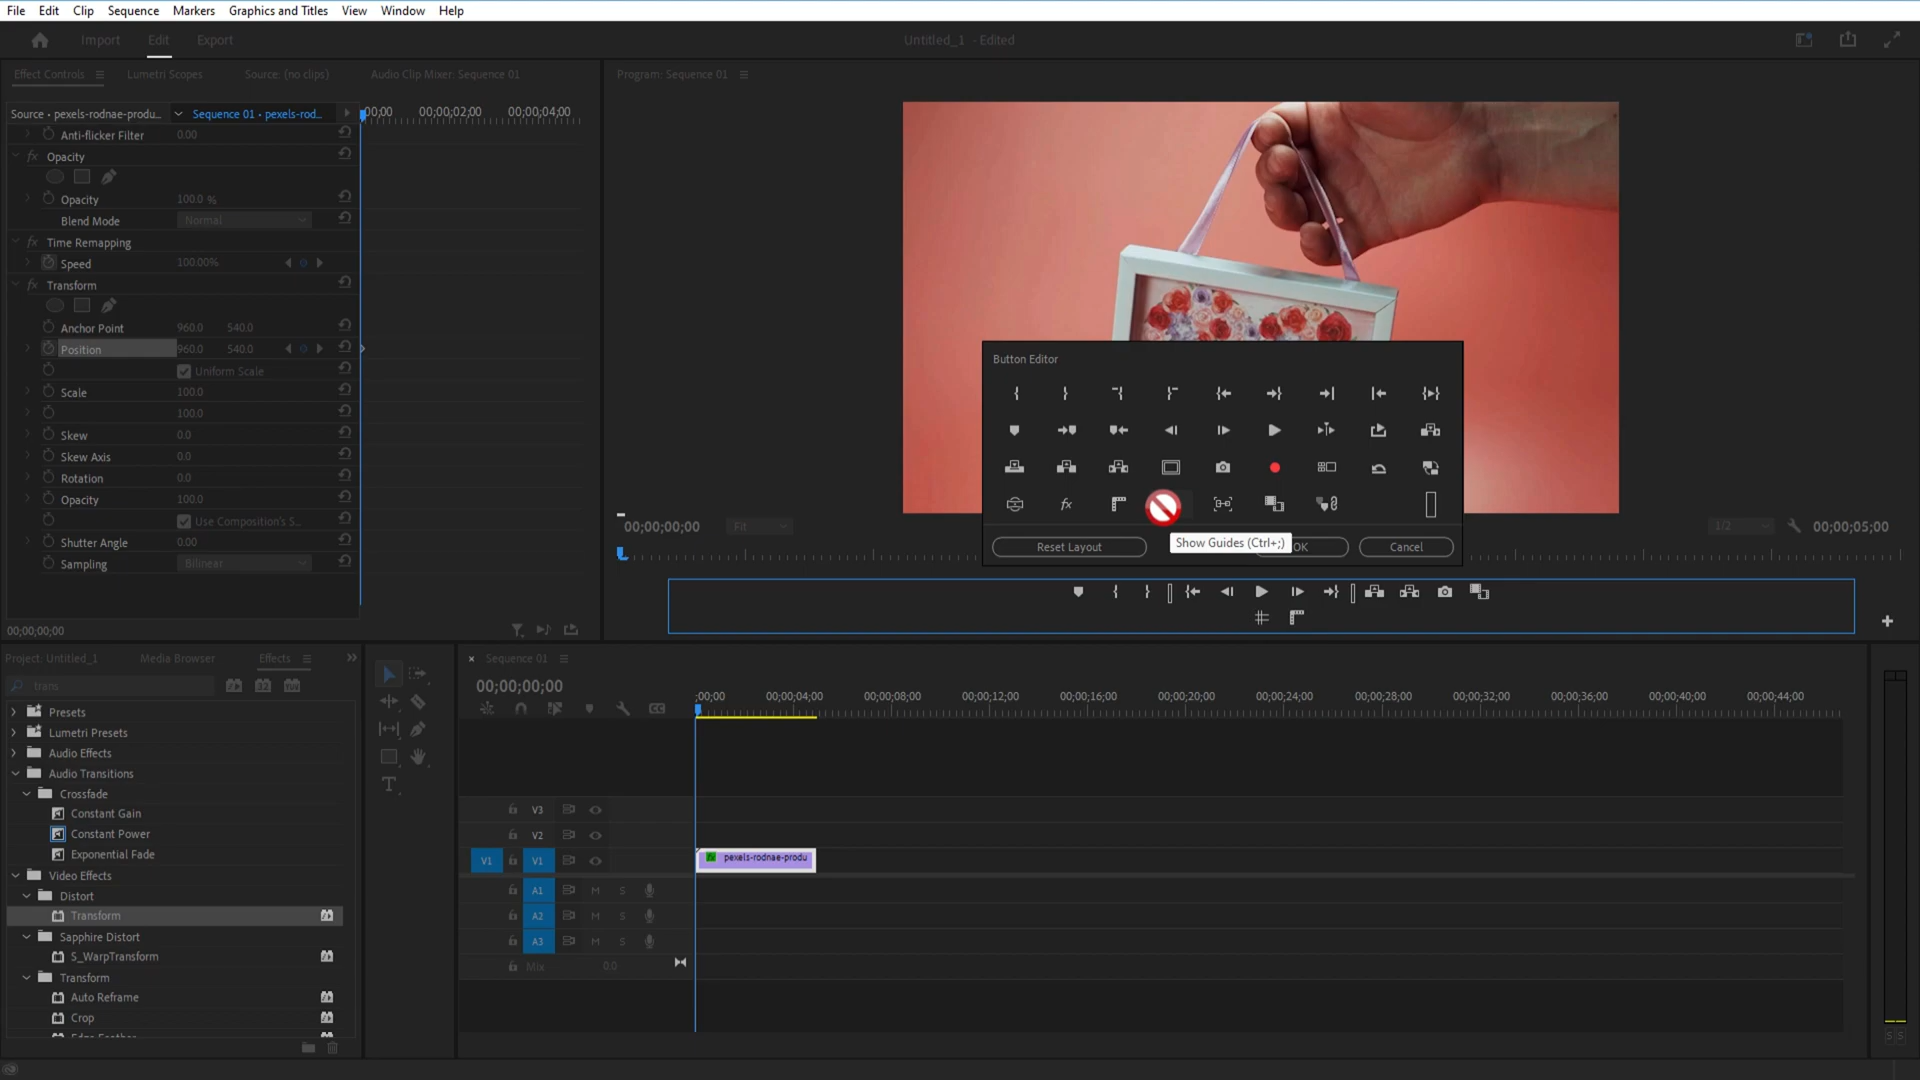 File Edit Clip Sequence Markers Graphics and Titles View Window Help
Import Edit Export Untitled_1 - Edited
Effect Controls Lumetri Scopes Source: (no clips) Audio Clip Mixer: Sequence 01 Program: Sequence 01
Source • pexels-rodnae-produ... Sequence 01 • pexels-rod... 00;00 00;00;02;00 00;00;04;00
Anti-flicker Filter 0.00
fx Opacity
Opacity 100.0 %
Blend Mode Normal
fx Time Remapping
Speed 100.00%
fx Transform
Anchor Point 960.0 540.0
Position 960.0 540.0
Uniform Scale
Scale 100.0
100.0
Skew 0.0
Skew Axis 0.0
Rotation 0.0
Opacity 100.0
Use Composition's S...
Shutter Angle 0.00
Sampling Bilinear
00;00;00;00
Button Editor
fx
Reset Layout OK Cancel
Show Guides (Ctrl+;)
00;00;00;00 Fit 1/2 00;00;05;00
Project: Untitled_1 Media Browser Effects
trans
Presets
Lumetri Presets
Audio Effects
Audio Transitions
Crossfade
Constant Gain
Constant Power
Exponential Fade
Video Effects
Distort
Transform
Sapphire Distort
S_WarpTransform
Transform
Auto Reframe
Crop
Edge Feather
Sequence 01
00;00;00;00
;00;00 00;00;04;00 00;00;08;00 00;00;12;00 00;00;16;00 00;00;20;00 00;00;24;00 00;00;28;00 00;00;32;00 00;00;36;00 00;00;40;00 00;00;44;00
CC
T
V3
V2
V1 V1 fx pexels-rodnae-produ
A1 M S
A2 M S
A3 M S
Mix 0.0
S S